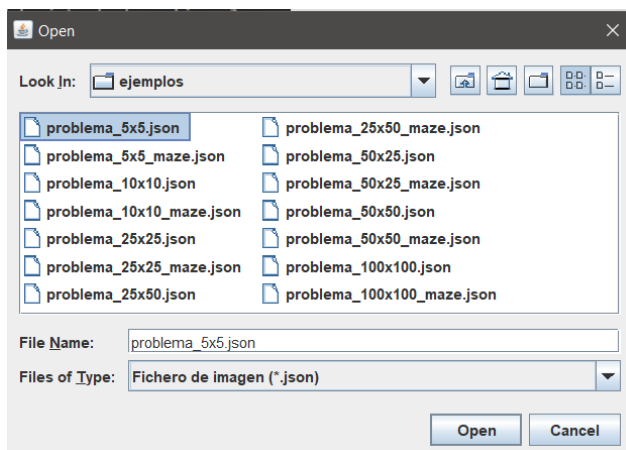 Open
Look In: ejemplos
problema_5x5.json
problema_5x5_maze.json
problema_10x10.json
problema_10x10_maze.json
problema_25x25.json
problema_25x25_maze.json
problema_25x50.json
problema_25x50_maze.json
problema_50x25.json
problema_50x25_maze.json
problema_50x50.json
problema_50x50_maze.json
problema_100x100.json
problema_100x100_maze.json
File Name: problema_5x5.json
Files of Type: Fichero de imagen (*.json)
Open Cancel